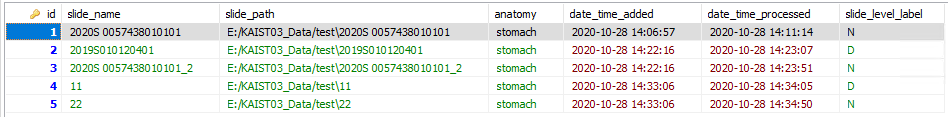 id slide_name slide_path anatomy date_time_added date_time_processed slide_level_label
1 2020S 0057438010101 E:/KAIST03_Data/test\2020S 0057438010101 stomach 2020-10-28 14:06:57 2020-10-28 14:11:14 N
2 2019S010120401 E:/KAIST03_Data/test\2019S010120401 stomach 2020-10-28 14:22:16 2020-10-28 14:23:07 D
3 2020S 0057438010101_2 E:/KAIST03_Data/test\2020S 0057438010101_2 stomach 2020-10-28 14:22:16 2020-10-28 14:23:51 N
4 11 E:/KAIST03_Data/test\11 stomach 2020-10-28 14:33:06 2020-10-28 14:34:05 D
5 22 E:/KAIST03_Data/test\22 stomach 2020-10-28 14:33:06 2020-10-28 14:34:50 N